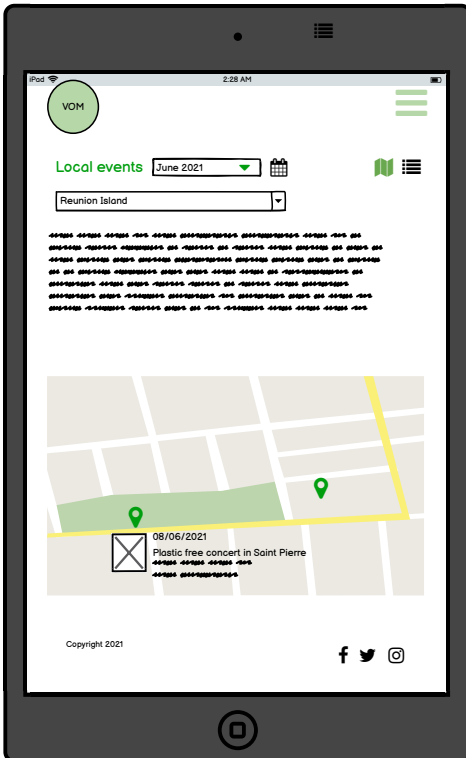 iPad
2:28 AM
VOM
Local events
June 2021
Reunion Island
08/06/2021
Plastic free concert in Saint Pierre
Copyright 2021